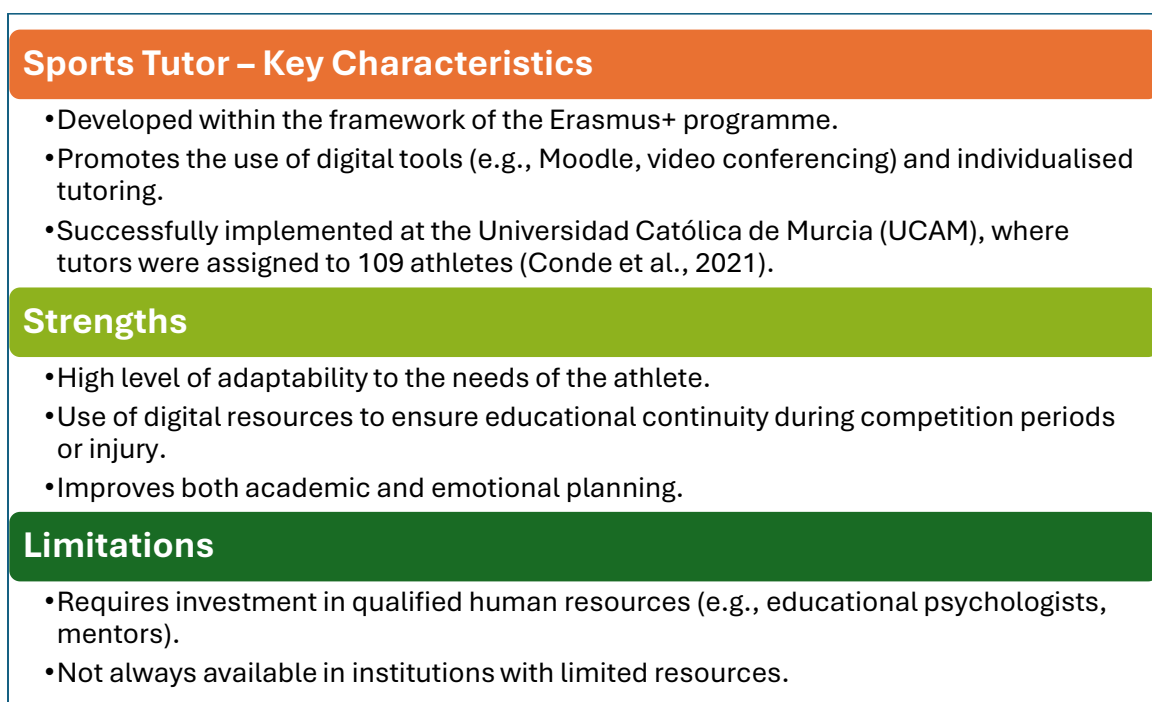 Sports Tutor – Key Characteristics
•Developed within the framework of the Erasmus+ programme.
•Promotes the use of digital tools (e.g., Moodle, video conferencing) and individualised
tutoring.
•Successfully implemented at the Universidad Católica de Murcia (UCAM), where
tutors were assigned to 109 athletes (Conde et al., 2021).
Strengths
•High level of adaptability to the needs of the athlete.
•Use of digital resources to ensure educational continuity during competition periods
or injury.
•Improves both academic and emotional planning.
Limitations
•Requires investment in qualified human resources (e.g., educational psychologists,
mentors).
•Not always available in institutions with limited resources.